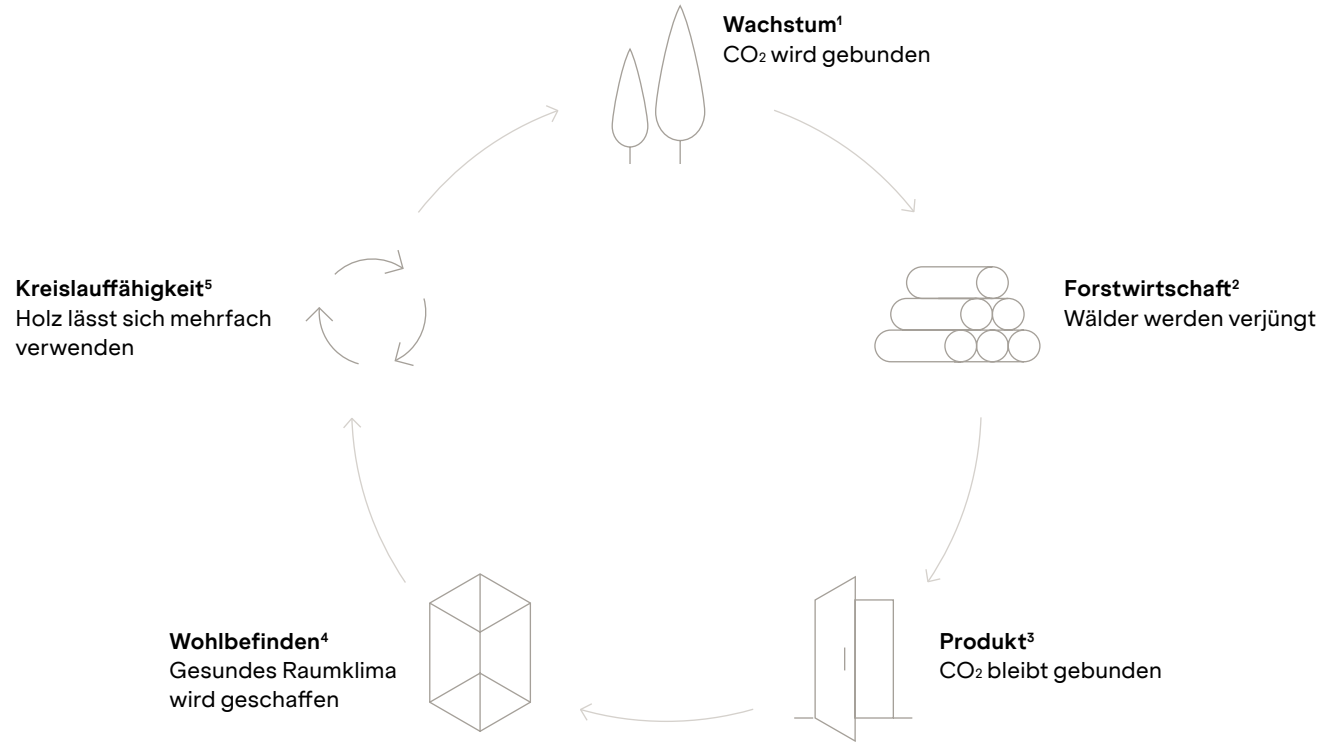 Wachstum¹
CO₂ wird gebunden
Forstwirtschaft²
Wälder werden verjüngt
Produkt³
CO₂ bleibt gebunden
Wohlbefinden⁴
Gesundes Raumklima
wird geschaffen
Kreislauffähigkeit⁵
Holz lässt sich mehrfach
verwenden